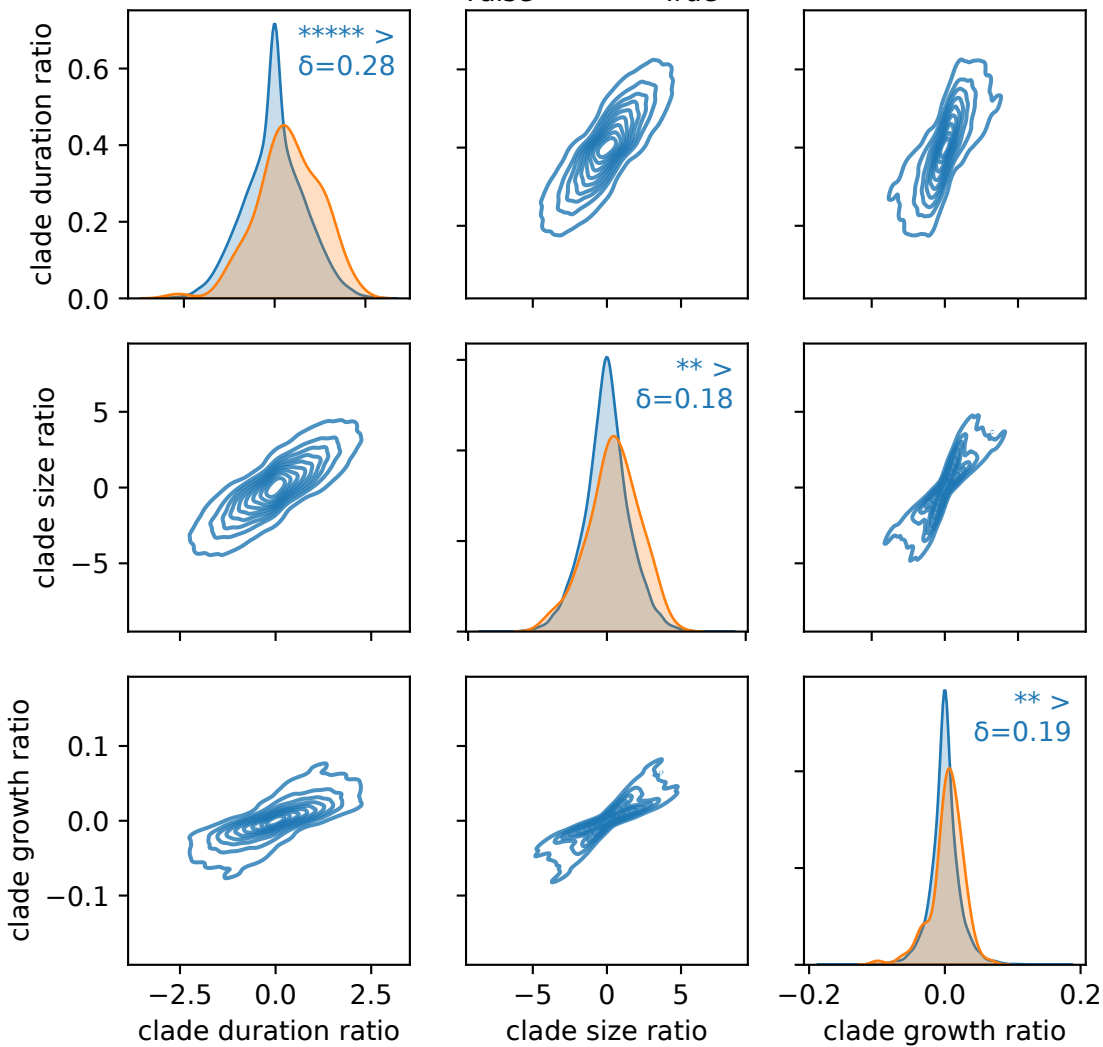 clade duration ratio
0.6
0.4
0.2
0.0
***** >
δ=0.28
clade size ratio
5
0
−5
** >
δ=0.18
clade growth ratio
0.1
0.0
−0.1
** >
δ=0.19
−2.5 0.0 2.5
−5 0 5
−0.2 0.0 0.2
clade duration ratio
clade size ratio
clade growth ratio